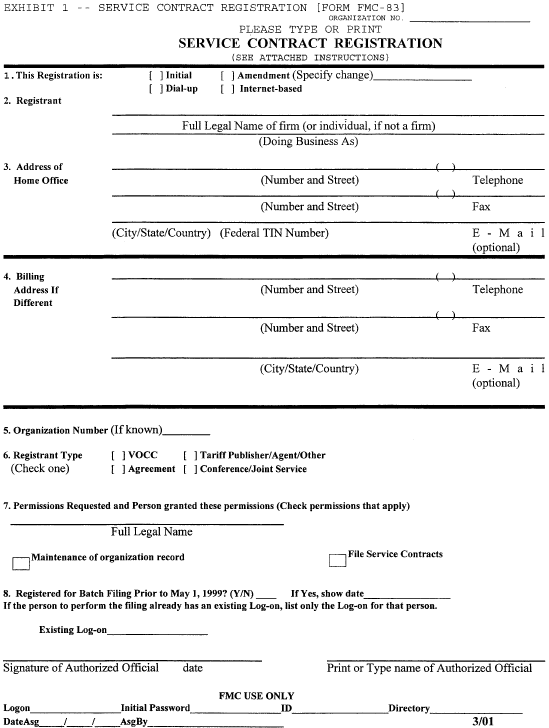 EXHIBIT 1 -- SERVICE CONTRACT REGISTRATION [FORM FMC-83]
ORGANIZATION NO. ____________________
PLEASE TYPE OR PRINT
SERVICE CONTRACT REGISTRATION
(SEE ATTACHED INSTRUCTIONS)
1. This Registration is: [ ] Initial [ ] Amendment (Specify change)________________
[ ] Dial-up [ ] Internet-based
2. Registrant
Full Legal Name of firm (or individual, if not a firm)
(Doing Business As)
3. Address of ( )
Home Office (Number and Street) Telephone
( )
(Number and Street) Fax
(City/State/Country) (Federal TIN Number) E - M a i l
(optional)
4. Billing ( )
Address If (Number and Street) Telephone
Different ( )
(Number and Street) Fax
(City/State/Country) E - M a i l
(optional)
5. Organization Number (If known)________
6. Registrant Type [ ] VOCC [ ] Tariff Publisher/Agent/Other
(Check one) [ ] Agreement [ ] Conference/Joint Service
7. Permissions Requested and Person granted these permissions (Check permissions that apply)
Full Legal Name
Maintenance of organization record File Service Contracts
8. Registered for Batch Filing Prior to May 1, 1999? (Y/N) ____ If Yes, show date______________
If the person to perform the filing already has an existing Log-on, list only the Log-on for that person.
Existing Log-on________________
Signature of Authorized Official date Print or Type name of Authorized Official
FMC USE ONLY
Logon________________ Initial Password______________ID______________Directory______________
DateAsg ____/____/____AsgBy______________ 3/01